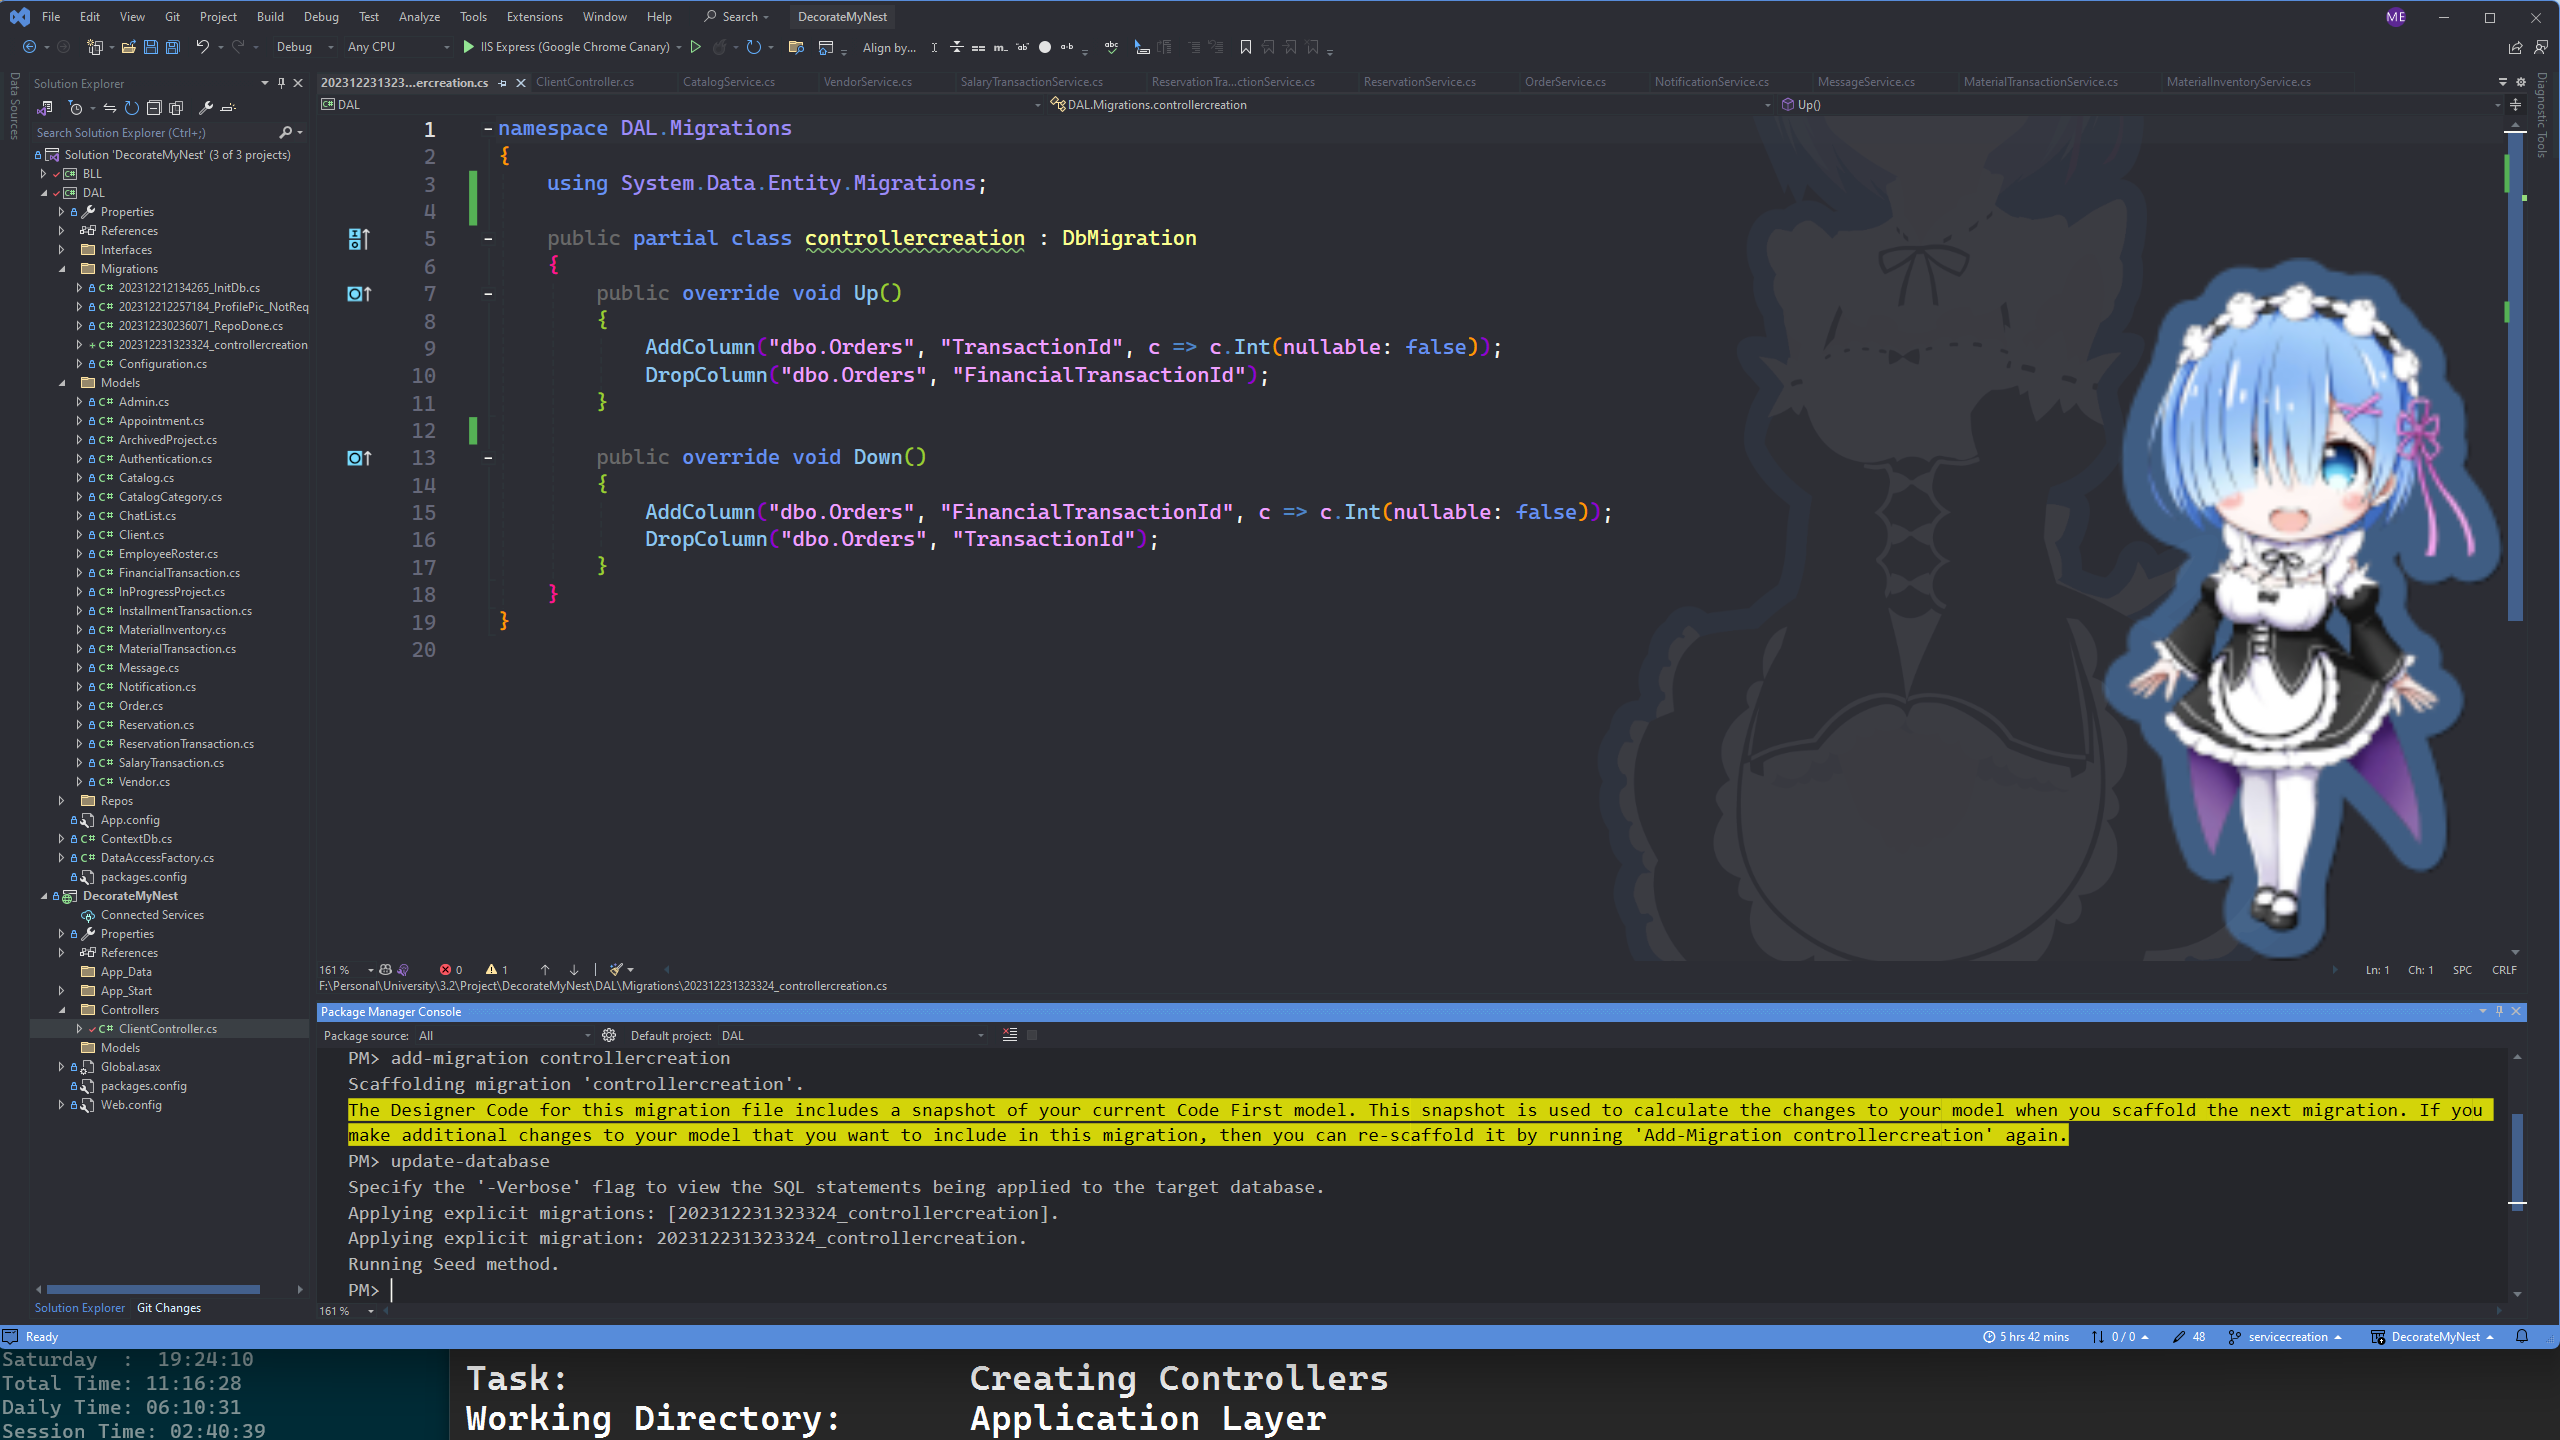 File Edit View Git Project Build Debug Test Analyze Tools Extensions Window Help Search DecorateMyNest ME
Debug Any CPU IIS Express (Google Chrome Canary) Align by...
Data Sources
Solution Explorer
Search Solution Explorer (Ctrl+;)
Solution 'DecorateMyNest' (3 of 3 projects)
BLL
DAL
Properties
References
Interfaces
Migrations
202312212134265_InitDb.cs
202312212257184_ProfilePic_NotReq
202312230236071_RepoDone.cs
202312231323324_controllercreation
Configuration.cs
Models
Admin.cs
Appointment.cs
ArchivedProject.cs
Authentication.cs
Catalog.cs
CatalogCategory.cs
ChatList.cs
Client.cs
EmployeeRoster.cs
FinancialTransaction.cs
InProgressProject.cs
InstallmentTransaction.cs
MaterialInventory.cs
MaterialTransaction.cs
Message.cs
Notification.cs
Order.cs
Reservation.cs
ReservationTransaction.cs
SalaryTransaction.cs
Vendor.cs
Repos
App.config
ContextDb.cs
DataAccessFactory.cs
packages.config
DecorateMyNest
Connected Services
Properties
References
App_Data
App_Start
Controllers
ClientController.cs
Models
Global.asax
packages.config
Web.config
Solution Explorer Git Changes
202312231323...ercreation.cs ClientController.cs CatalogService.cs VendorService.cs SalaryTransactionService.cs ReservationTra...ctionService.cs ReservationService.cs OrderService.cs NotificationService.cs MessageService.cs MaterialTransactionService.cs MaterialInventoryService.cs
DAL DAL.Migrations.controllercreation Up()
Diagnostic Tools
1 namespace DAL.Migrations
2 {
3 using System.Data.Entity.Migrations;
4
5 public partial class controllercreation : DbMigration
6 {
7 public override void Up()
8 {
9 AddColumn("dbo.Orders", "TransactionId", c => c.Int(nullable: false));
10 DropColumn("dbo.Orders", "FinancialTransactionId");
11 }
12
13 public override void Down()
14 {
15 AddColumn("dbo.Orders", "FinancialTransactionId", c => c.Int(nullable: false));
16 DropColumn("dbo.Orders", "TransactionId");
17 }
18 }
19 }
20
161 % 0 1 Ln: 1 Ch: 1 SPC CRLF
F:\Personal\University\3.2\Project\DecorateMyNest\DAL\Migrations\202312231323324_controllercreation.cs
Package Manager Console
Package source: All Default project: DAL
PM> add-migration controllercreation
Scaffolding migration 'controllercreation'.
The Designer Code for this migration file includes a snapshot of your current Code First model. This snapshot is used to calculate the changes to your model when you scaffold the next migration. If you
make additional changes to your model that you want to include in this migration, then you can re-scaffold it by running 'Add-Migration controllercreation' again.
PM> update-database
Specify the '-Verbose' flag to view the SQL statements being applied to the target database.
Applying explicit migrations: [202312231323324_controllercreation].
Applying explicit migration: 202312231323324_controllercreation.
Running Seed method.
PM>
161 %
Ready 5 hrs 42 mins 0 / 0 48 servicecreation DecorateMyNest
Saturday : 19:24:10
Total Time: 11:16:28
Daily Time: 06:10:31
Session Time: 02:40:39
Task: Creating Controllers
Working Directory: Application Layer